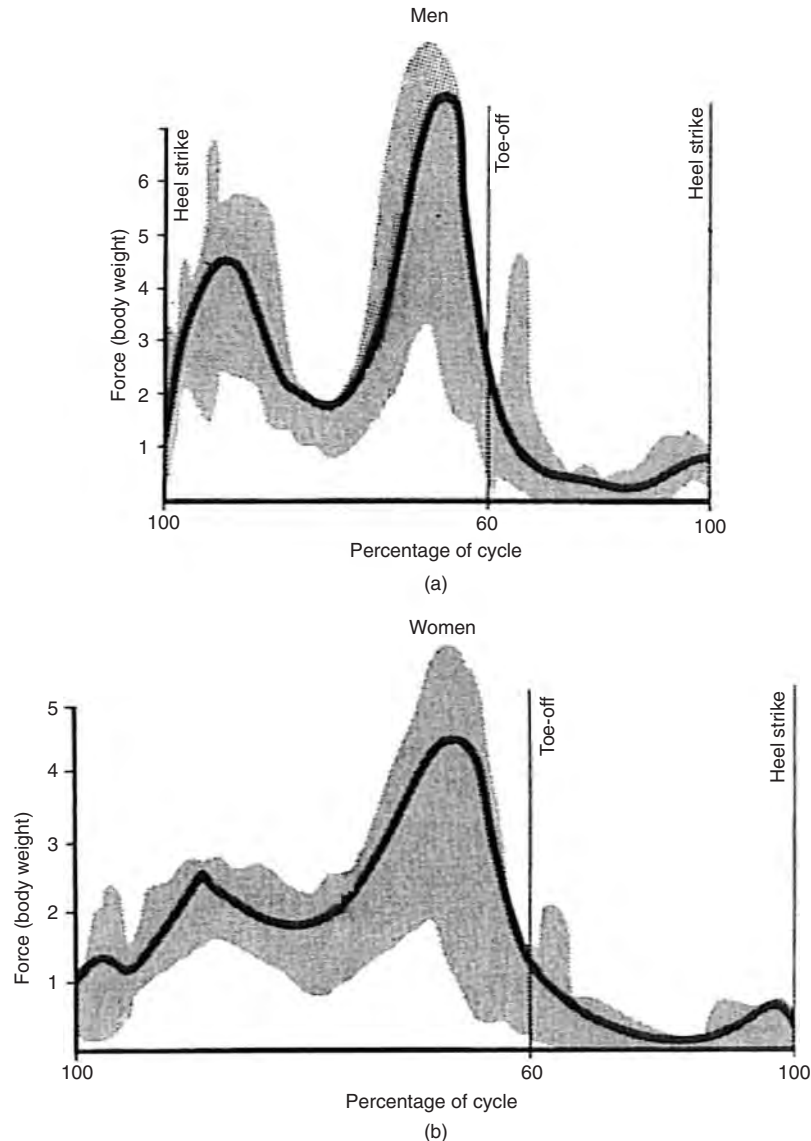 Men
Heel strike
Toe-off
Heel strike
Force (body weight)
6
5
4
3
2
1
100
60
100
Percentage of cycle
(a)
Women
Toe-off
Heel strike
Force (body weight)
5
4
3
2
1
100
60
100
Percentage of cycle
(b)